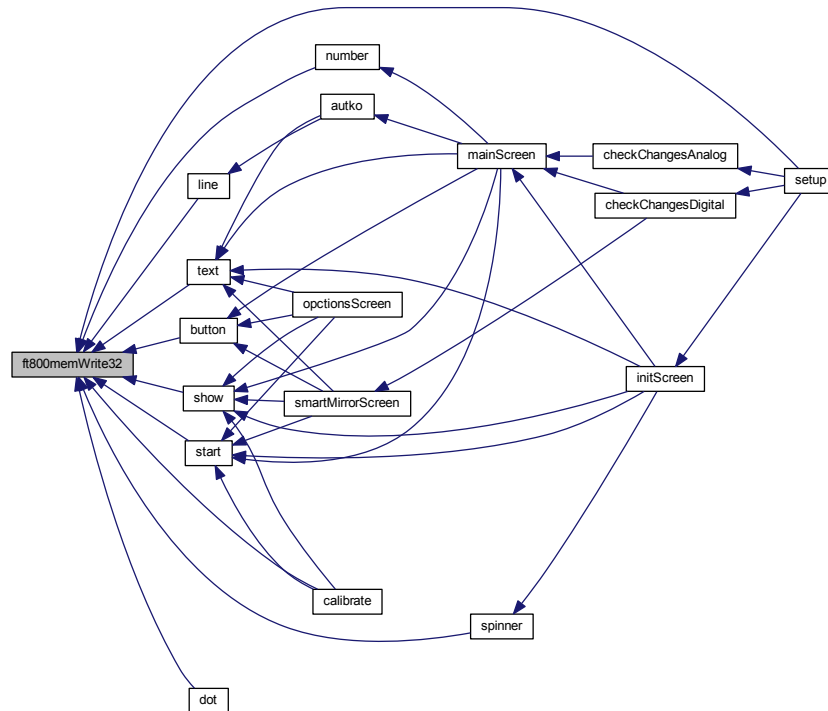 number
autko
mainScreen
checkChangesAnalog
setup
line
checkChangesDigital
text
opctionsScreen
button
ft800memWrite32
initScreen
show
smartMirrorScreen
start
calibrate
spinner
dot